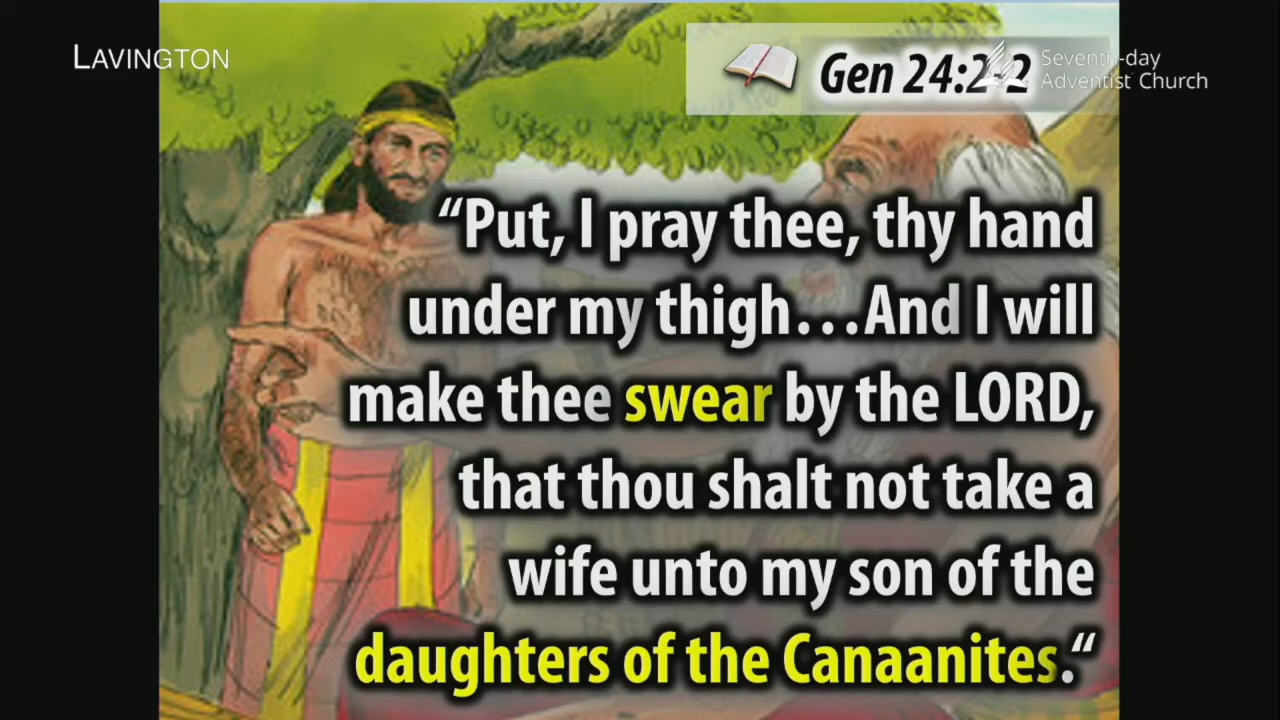 LAVINGTON
Gen 24:2-2
Seventh-day
Adventist Church
“Put, I pray thee, thy hand
under my thigh…And I will
make thee swear by the LORD,
that thou shalt not take a
wife unto my son of the
daughters of the Canaanites.“